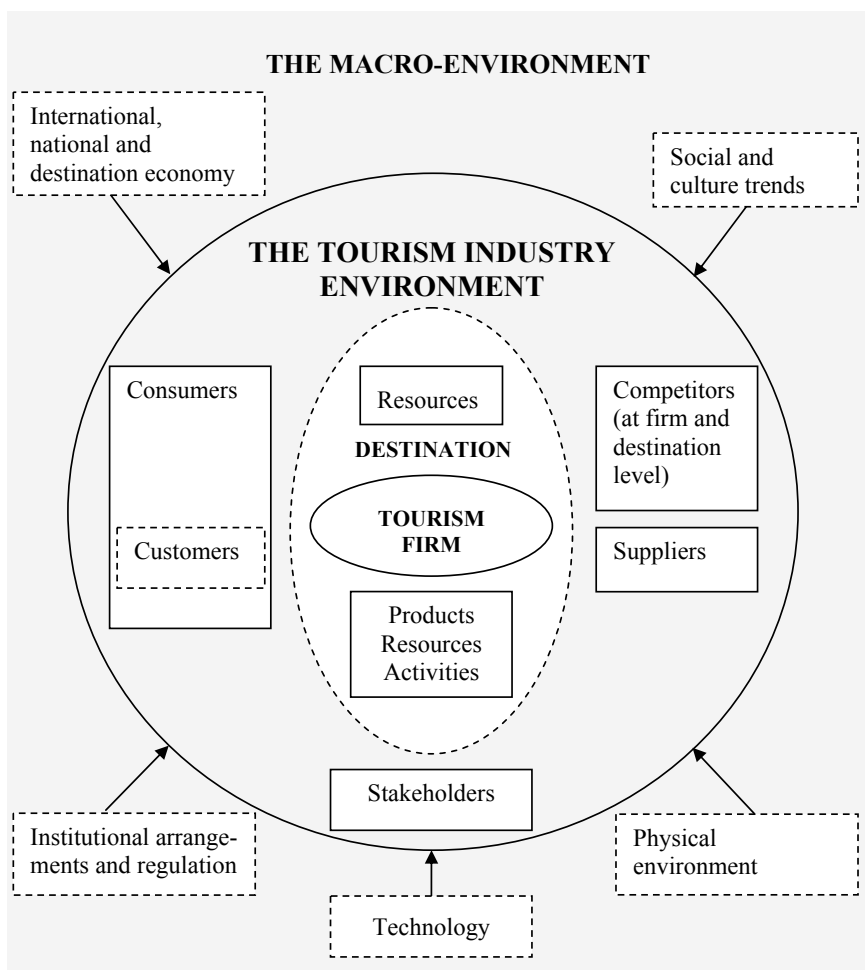 THE MACRO-ENVIRONMENT
International,
national and
destination economy
Social and
culture trends
THE TOURISM INDUSTRY
ENVIRONMENT
Consumers
Customers
Resources
DESTINATION
TOURISM
FIRM
Products
Resources
Activities
Competitors
(at firm and
destination
level)
Suppliers
Stakeholders
Institutional arrange-
ments and regulation
Physical
environment
Technology